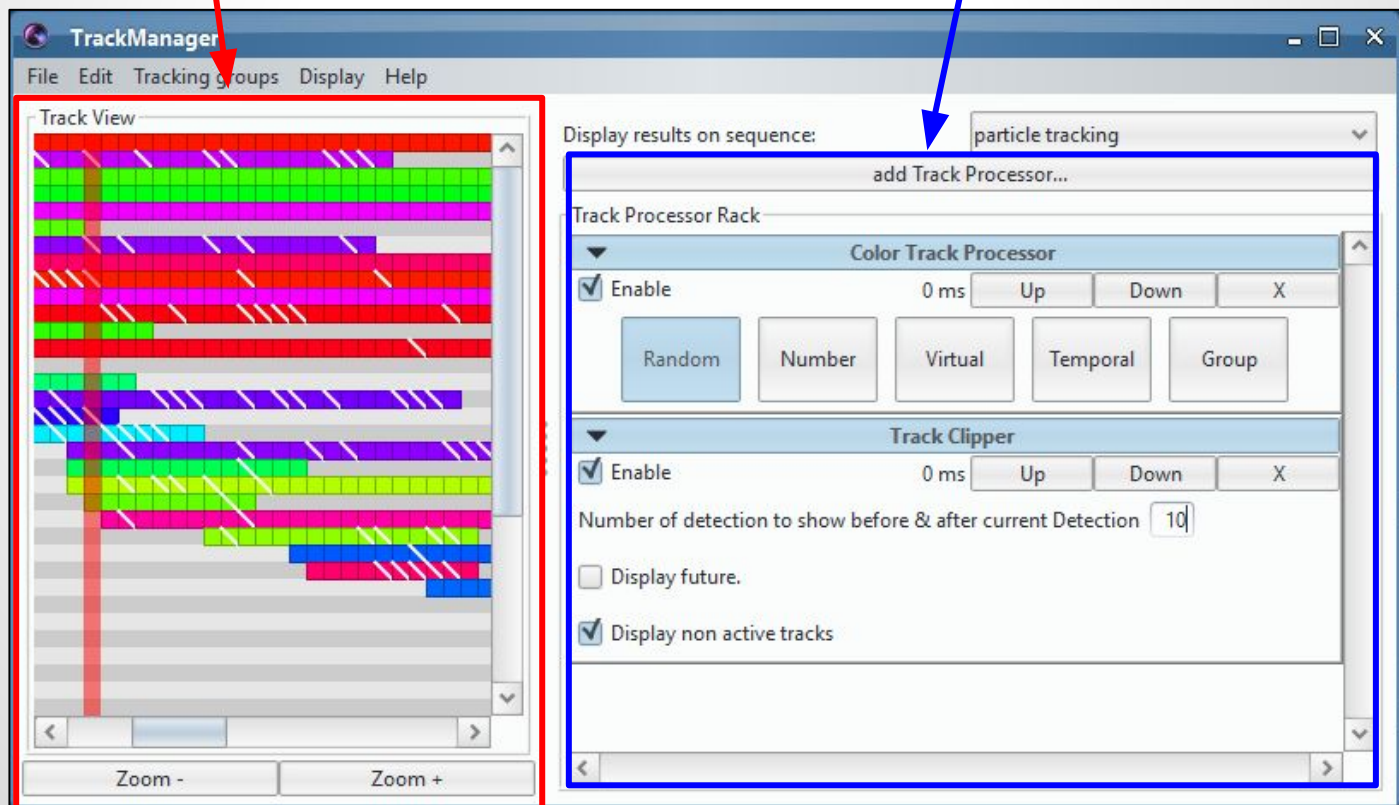 TrackManager
File Edit Tracking groups Display Help
Track View
Zoom - Zoom +
Display results on sequence: particle tracking
add Track Processor...
Track Processor Rack
Color Track Processor
Enable 0 ms Up Down X
Random Number Virtual Temporal Group
Track Clipper
Enable 0 ms Up Down X
Number of detection to show before & after current Detection 10
Display future.
Display non active tracks